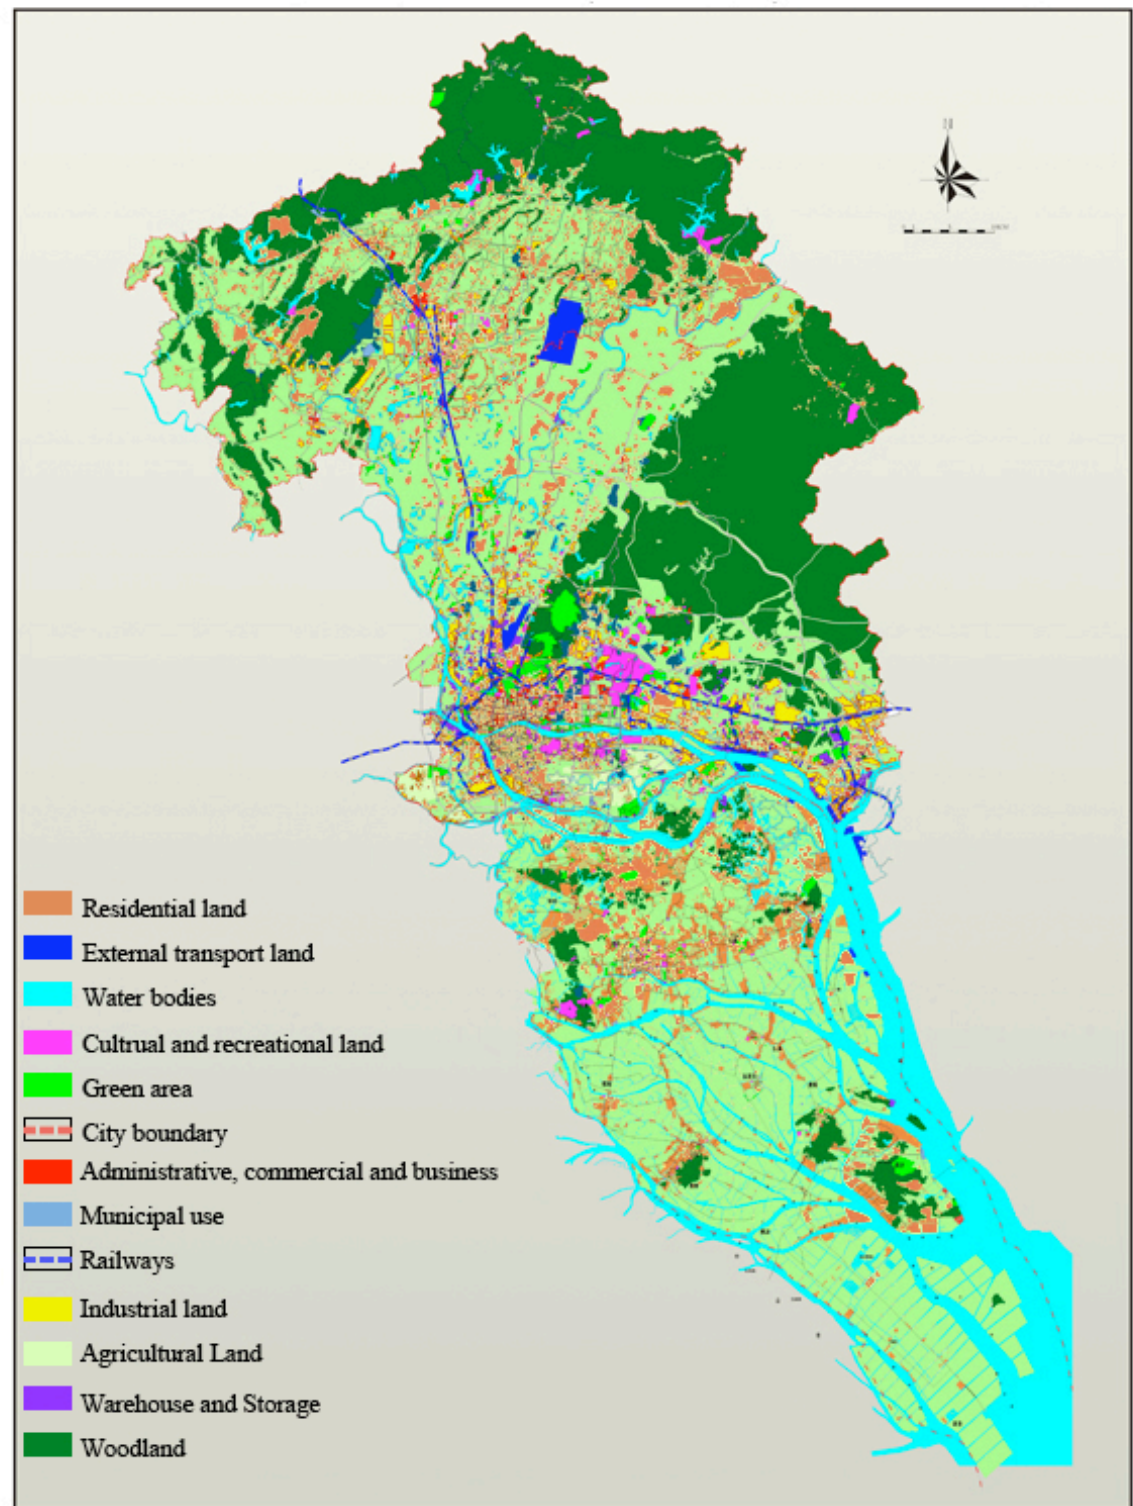 N
Residential land
External transport land
Water bodies
Cultrual and recreational land
Green area
City boundary
Administrative, commercial and business
Municipal use
Railways
Industrial land
Agricultural Land
Warehouse and Storage
Woodland